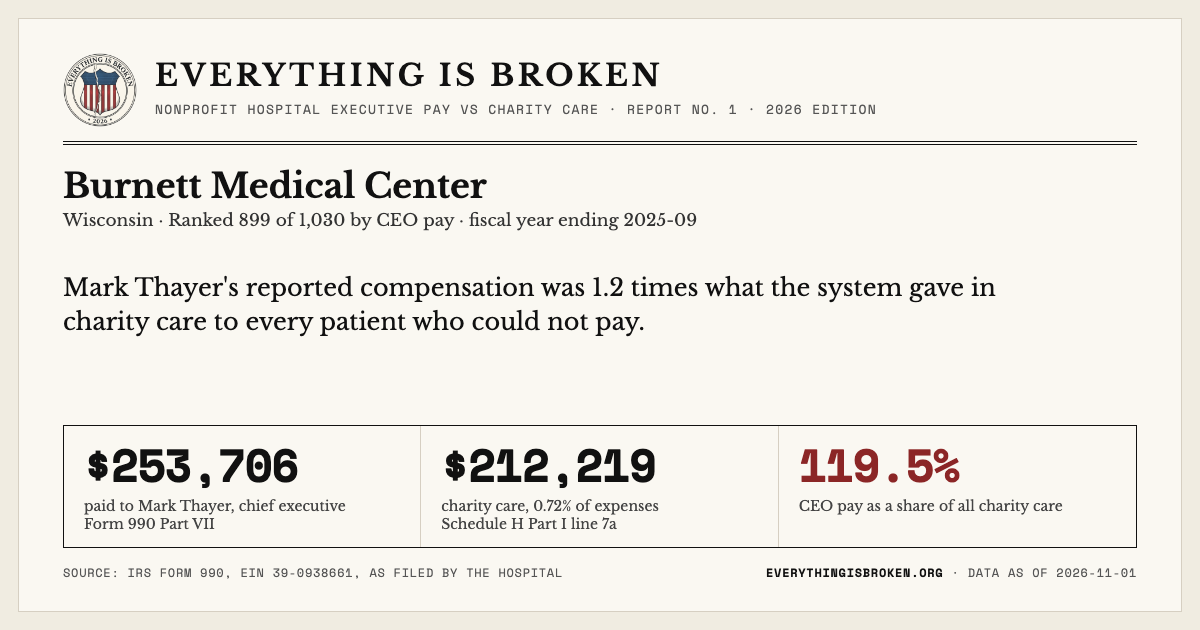 EVERYTHING IS BROKEN
2026
EVERYTHING IS BROKEN
NONPROFIT HOSPITAL EXECUTIVE PAY VS CHARITY CARE · REPORT NO. 1 · 2026 EDITION
Burnett Medical Center
Wisconsin · Ranked 899 of 1,030 by CEO pay · fiscal year ending 2025-09
Mark Thayer's reported compensation was 1.2 times what the system gave in
charity care to every patient who could not pay.
$253,706
paid to Mark Thayer, chief executive
Form 990 Part VII
$212,219
charity care, 0.72% of expenses
Schedule H Part I line 7a
119.5%
CEO pay as a share of all charity care
SOURCE: IRS FORM 990, EIN 39-0938661, AS FILED BY THE HOSPITAL
EVERYTHINGISBROKEN.ORG · DATA AS OF 2026-11-01